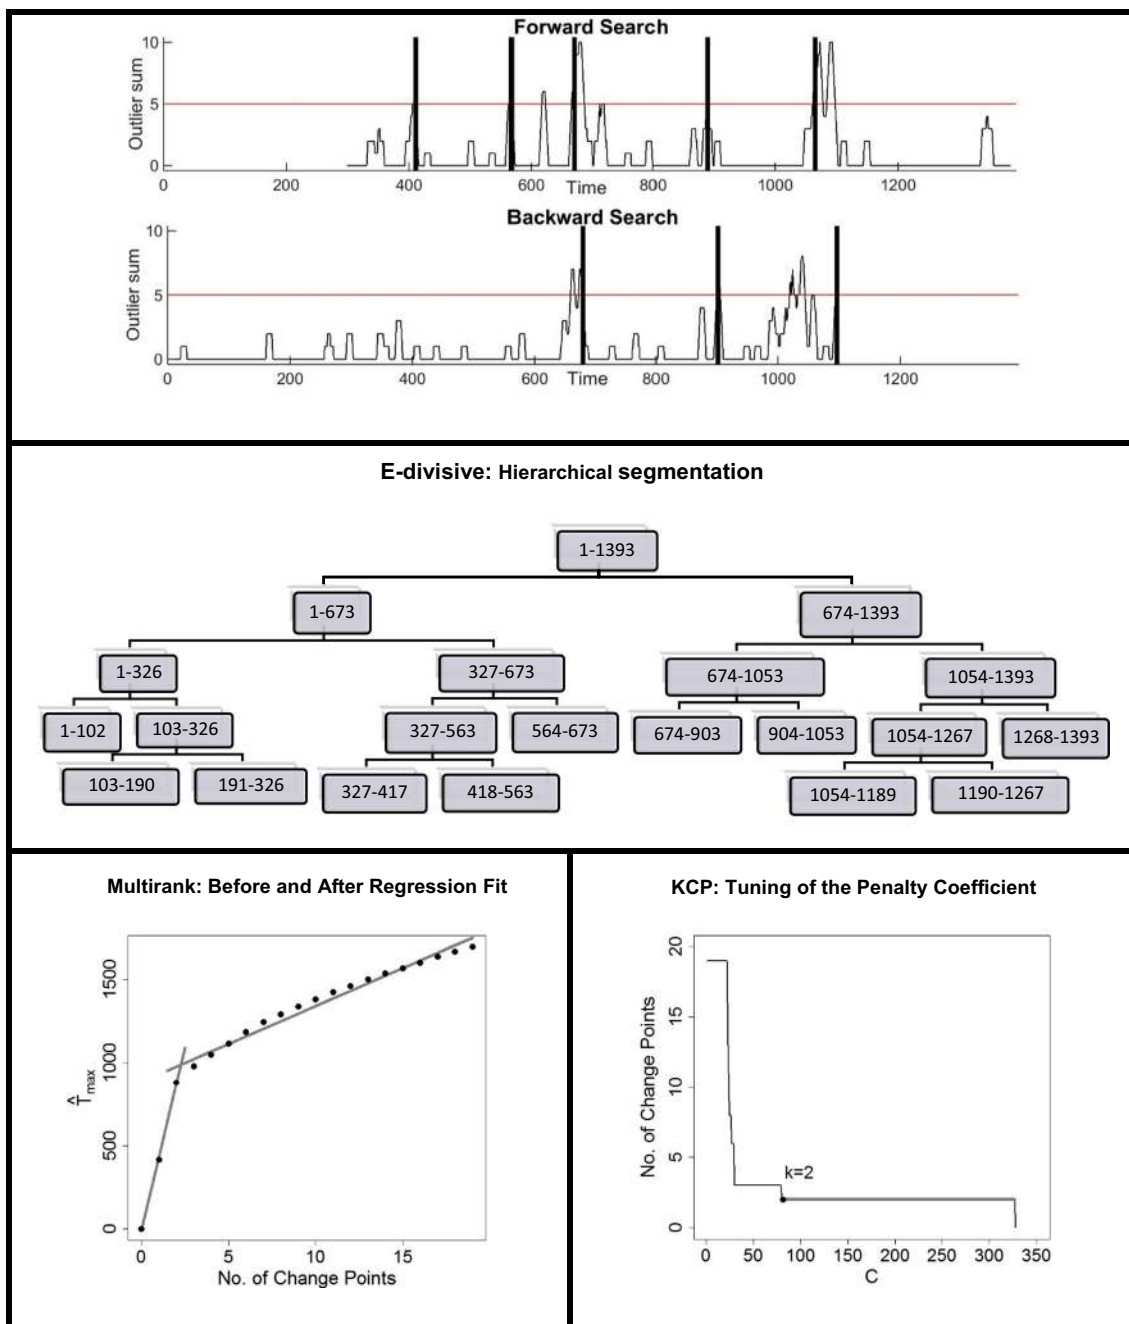 Forward Search
Outlier sum
10
5
0
0 200 400 600 800 1000 1200
Time
Backward Search
Outlier sum
10
5
0
0 200 400 600 800 1000 1200
Time
E-divisive: Hierarchical segmentation
1-1393
1-673 674-1393
1-326 327-673 674-1053 1054-1393
1-102 103-326 327-563 564-673 674-903 904-1053 1054-1267 1268-1393
103-190 191-326 327-417 418-563 1054-1189 1190-1267
Multirank: Before and After Regression Fit
T̂max
1500
1000
500
0
0 5 10 15
No. of Change Points
KCP: Tuning of the Penalty Coefficient
No. of Change Points
20
15
10
5
0
k=2
0 50 100 150 200 250 300 350
C